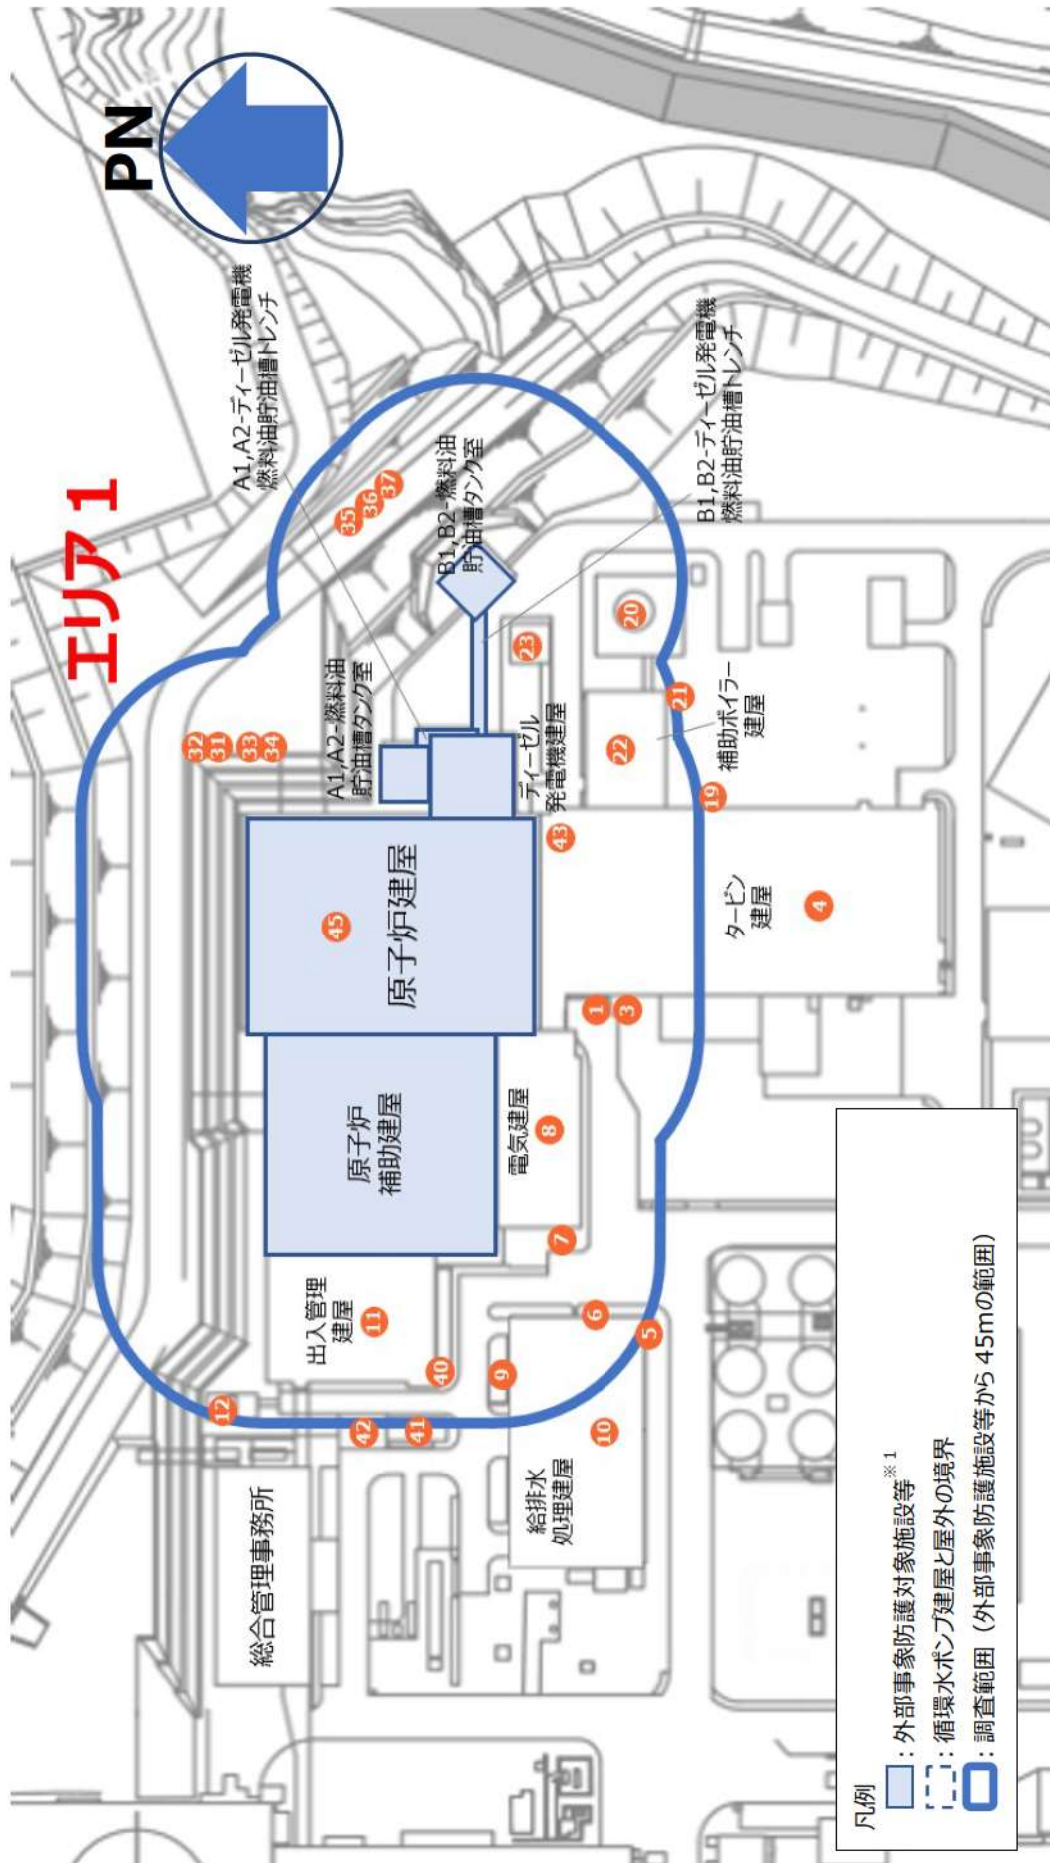 PN
エリア 1
A1,A2-ディーゼル発電機
燃料油貯油槽トレンチ
B1,B2-燃料油
貯油槽タンク室
B1,B2-ディーゼル発電機
燃料油貯油槽トレンチ
A1,A2-燃料油
貯油槽タンク室
ディーゼル
発電機建屋
補助ボイラー
建屋
原子炉建屋
タービン
建屋
原子炉
補助建屋
電気建屋
出入管理
建屋
給排水
処理建屋
総合管理事務所
35
36
37
20
23
21
22
32
31
33
34
19
43
45
4
1
3
8
7
11
6
5
40
9
12
42
41
10
凡例
：外部事象防護対象施設等※1
：循環水ポンプ建屋と屋外の境界
：調査範囲（外部事象防護施設等から 45mの範囲）